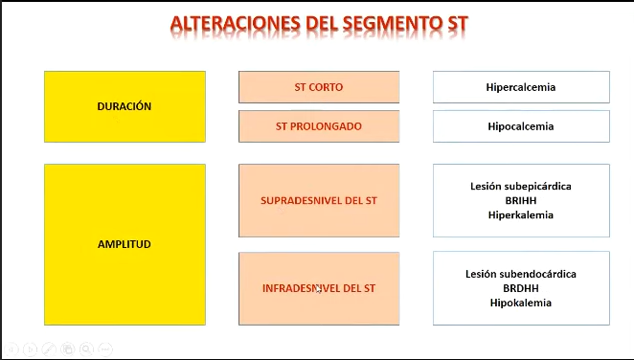 ALTERACIONES DEL SEGMENTO ST
DURACIÓN
ST CORTO
Hipercalcemia
ST PROLONGADO
Hipocalcemia
AMPLITUD
SUPRADESNIVEL DEL ST
Lesión subepicárdica
BRIHH
Hiperkalemia
INFRADESNIVEL DEL ST
Lesión subendocárdica
BRDHH
Hipokalemia